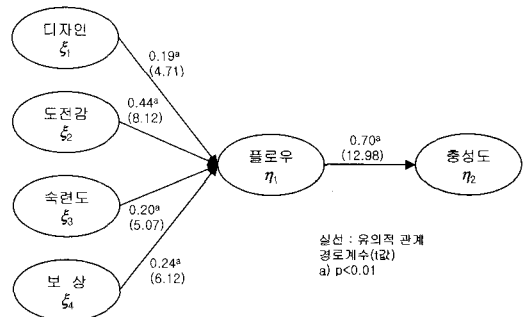 디자인
ξ₁
0.19ᵃ
(4.71)
도전감
ξ₂
0.44ᵃ
(8.12)
숙련도
ξ₃
0.20ᵃ
(5.07)
보 상
ξ₄
0.24ᵃ
(6.12)
플로우
η₁
0.70ᵃ
(12.98)
충성도
η₂
실선 : 유의적 관계
경로계수(t값)
a) p<0.01